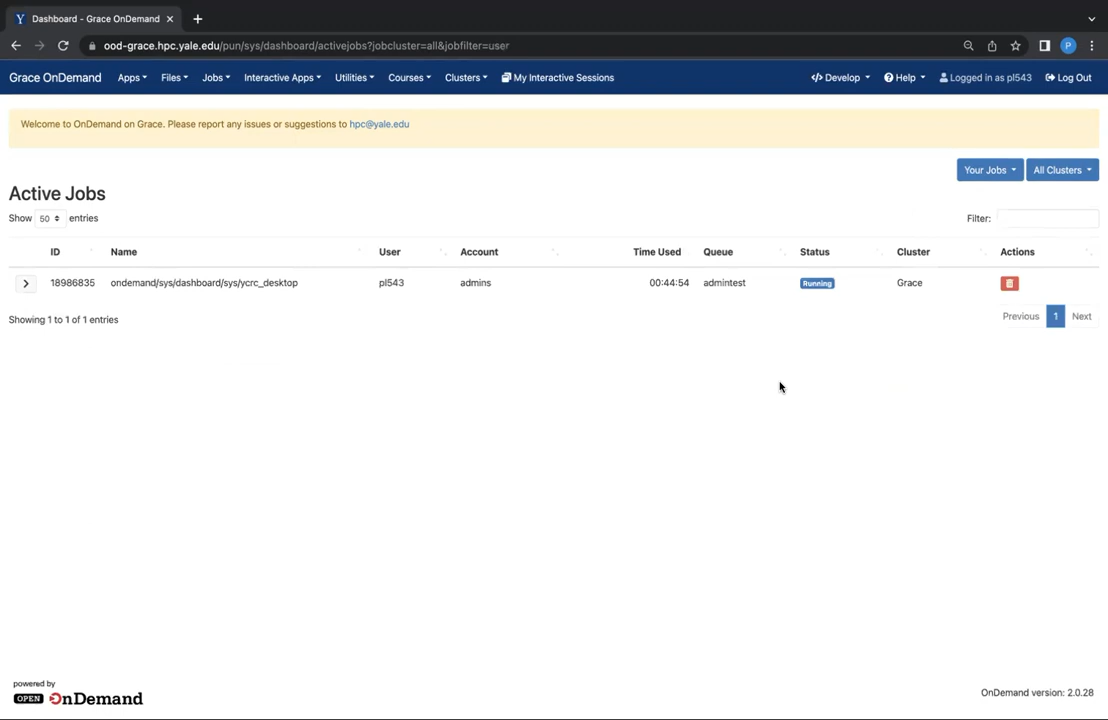 Dashboard - Grace OnDemand
ood-grace.hpc.yale.edu/pun/sys/dashboard/activejobs?jobcluster=all&jobfilter=user
P
Grace OnDemand Apps Files Jobs Interactive Apps Utilities Courses Clusters My Interactive Sessions Develop Help Logged in as pl543 Log Out
Welcome to OnDemand on Grace. Please report any issues or suggestions to hpc@yale.edu
Your Jobs All Clusters
Active Jobs
Show 50 entries Filter:
ID Name User Account Time Used Queue Status Cluster Actions
18986835 ondemand/sys/dashboard/sys/ycrc_desktop pl543 admins 00:44:54 admintest Running Grace
Showing 1 to 1 of 1 entries Previous 1 Next
powered by
OPEN OnDemand
OnDemand version: 2.0.28